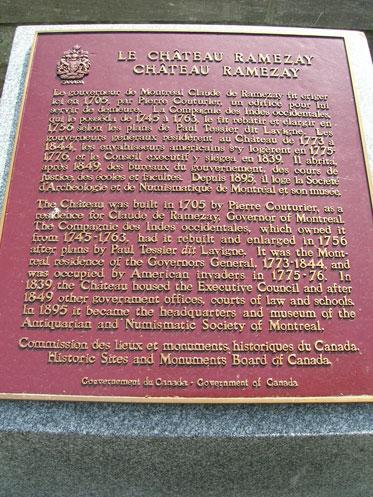 CANADA
LE CHÂTEAU RAMEZAY
CHÂTEAU RAMEZAY
Le gouverneur de Montréal Claude de Ramezay fit ériger
ici en 1705, par Pierre Couturier, un édifice pour lui
servir de demeure. La Compagnie des Indes occidentales,
qui le posséda de 1745 à 1763, le fit rebâtir et élargir en
1756 selon les plans de Paul Tessier dit Lavigne. Les
gouverneurs généraux résidèrent au Château de 1773 à
1844, les envahisseurs américains s'y logèrent en 1775-
1776, et le Conseil exécutif y siégea en 1839. Il abrita,
après 1849, des bureaux du gouvernement, des cours de
justice, des écoles et facultés. Depuis 1895, il loge la Société
d'Archéologie et de Numismatique de Montréal et son musée.
The Château was built in 1705 by Pierre Couturier, as a
residence for Claude de Ramezay, Governor of Montreal.
The Compagnie des Indes occidentales, which owned it
from 1745-1763, had it rebuilt and enlarged in 1756
after plans by Paul Tessier dit Lavigne. It was the Mont-
real residence of the Governors General, 1773-1844, and
was occupied by American invaders in 1775-76. In
1839 the Château housed the Executive Council and after
1849 other government offices, courts of law and schools.
In 1895 it became the headquarters and museum of the
Antiquarian and Numismatic Society of Montreal.
Commission des lieux et monuments historiques du Canada.
Historic Sites and Monuments Board of Canada.
Gouvernement du Canada - Government of Canada